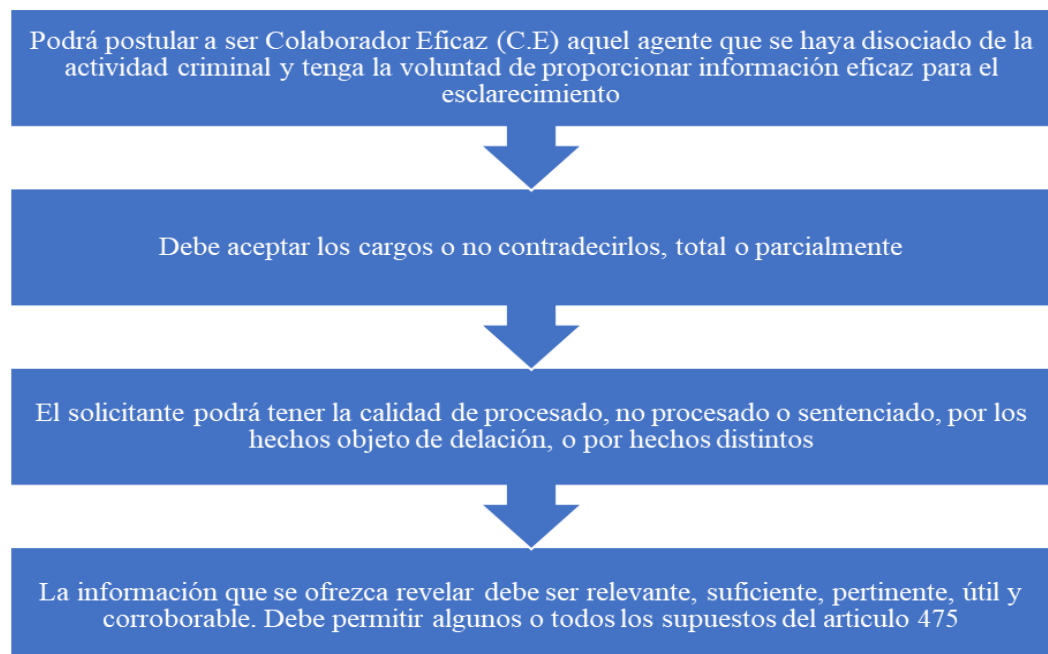 Podrá postular a ser Colaborador Eficaz (C.E) aquel agente que se haya disociado de la
actividad criminal y tenga la voluntad de proporcionar información eficaz para el
esclarecimiento
Debe aceptar los cargos o no contradecirlos, total o parcialmente
El solicitante podrá tener la calidad de procesado, no procesado o sentenciado, por los
hechos objeto de delación, o por hechos distintos
La información que se ofrezca revelar debe ser relevante, suficiente, pertinente, útil y
corroborable. Debe permitir algunos o todos los supuestos del articulo 475